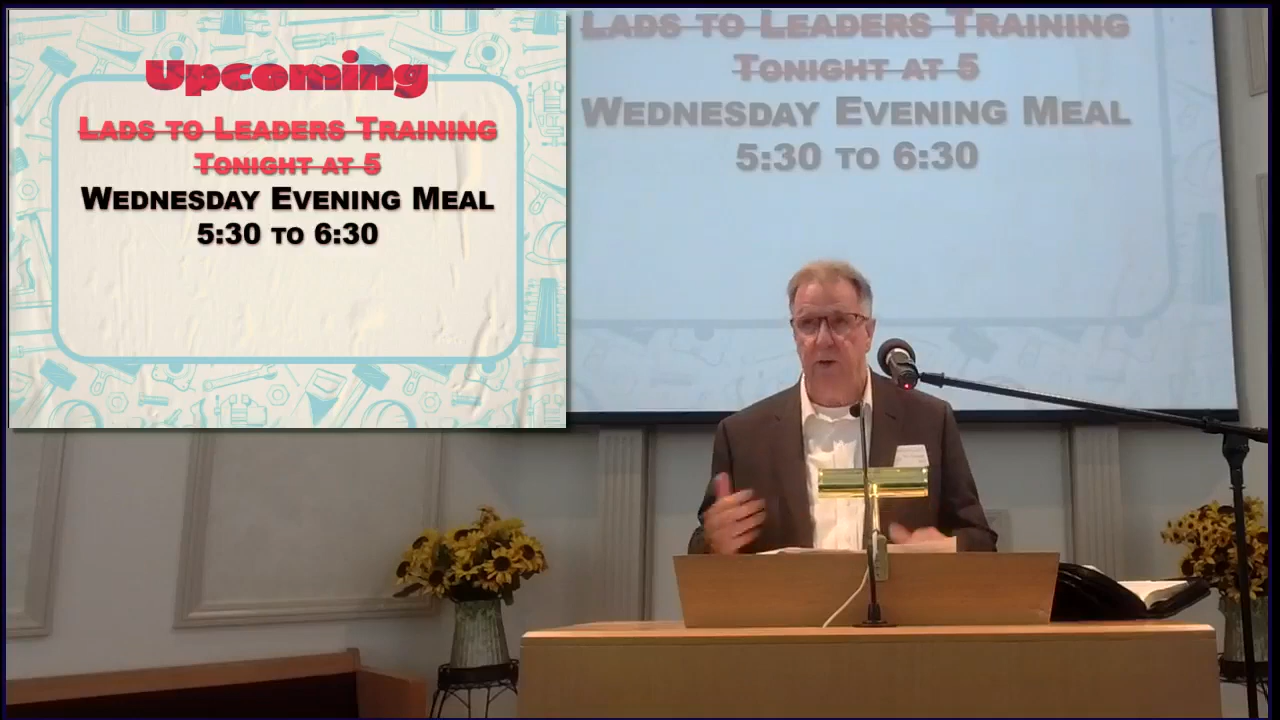 Upcoming
Lads to Leaders Training
Tonight at 5
Wednesday Evening Meal
5:30 to 6:30
Lads to Leaders Training
Tonight at 5
Wednesday Evening Meal
5:30 to 6:30